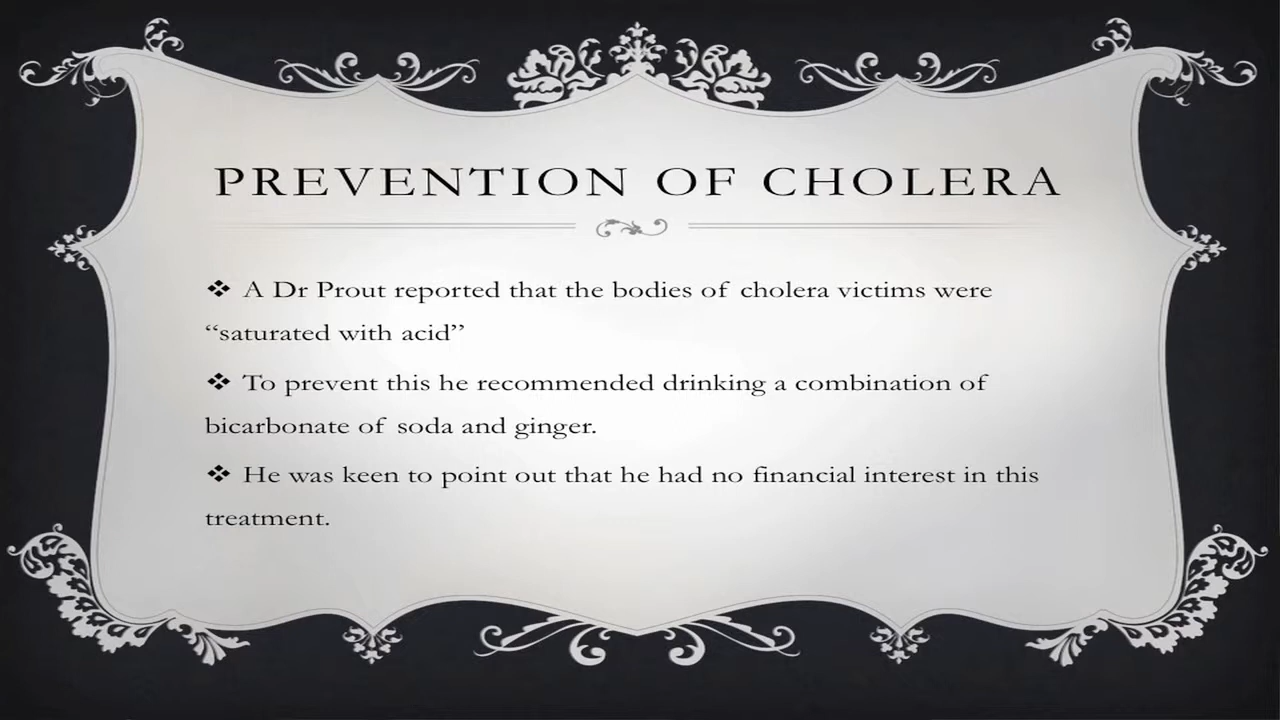 PREVENTION OF CHOLERA
❖ A Dr Prout reported that the bodies of cholera victims were
“saturated with acid”
❖ To prevent this he recommended drinking a combination of
bicarbonate of soda and ginger.
❖ He was keen to point out that he had no financial interest in this
treatment.